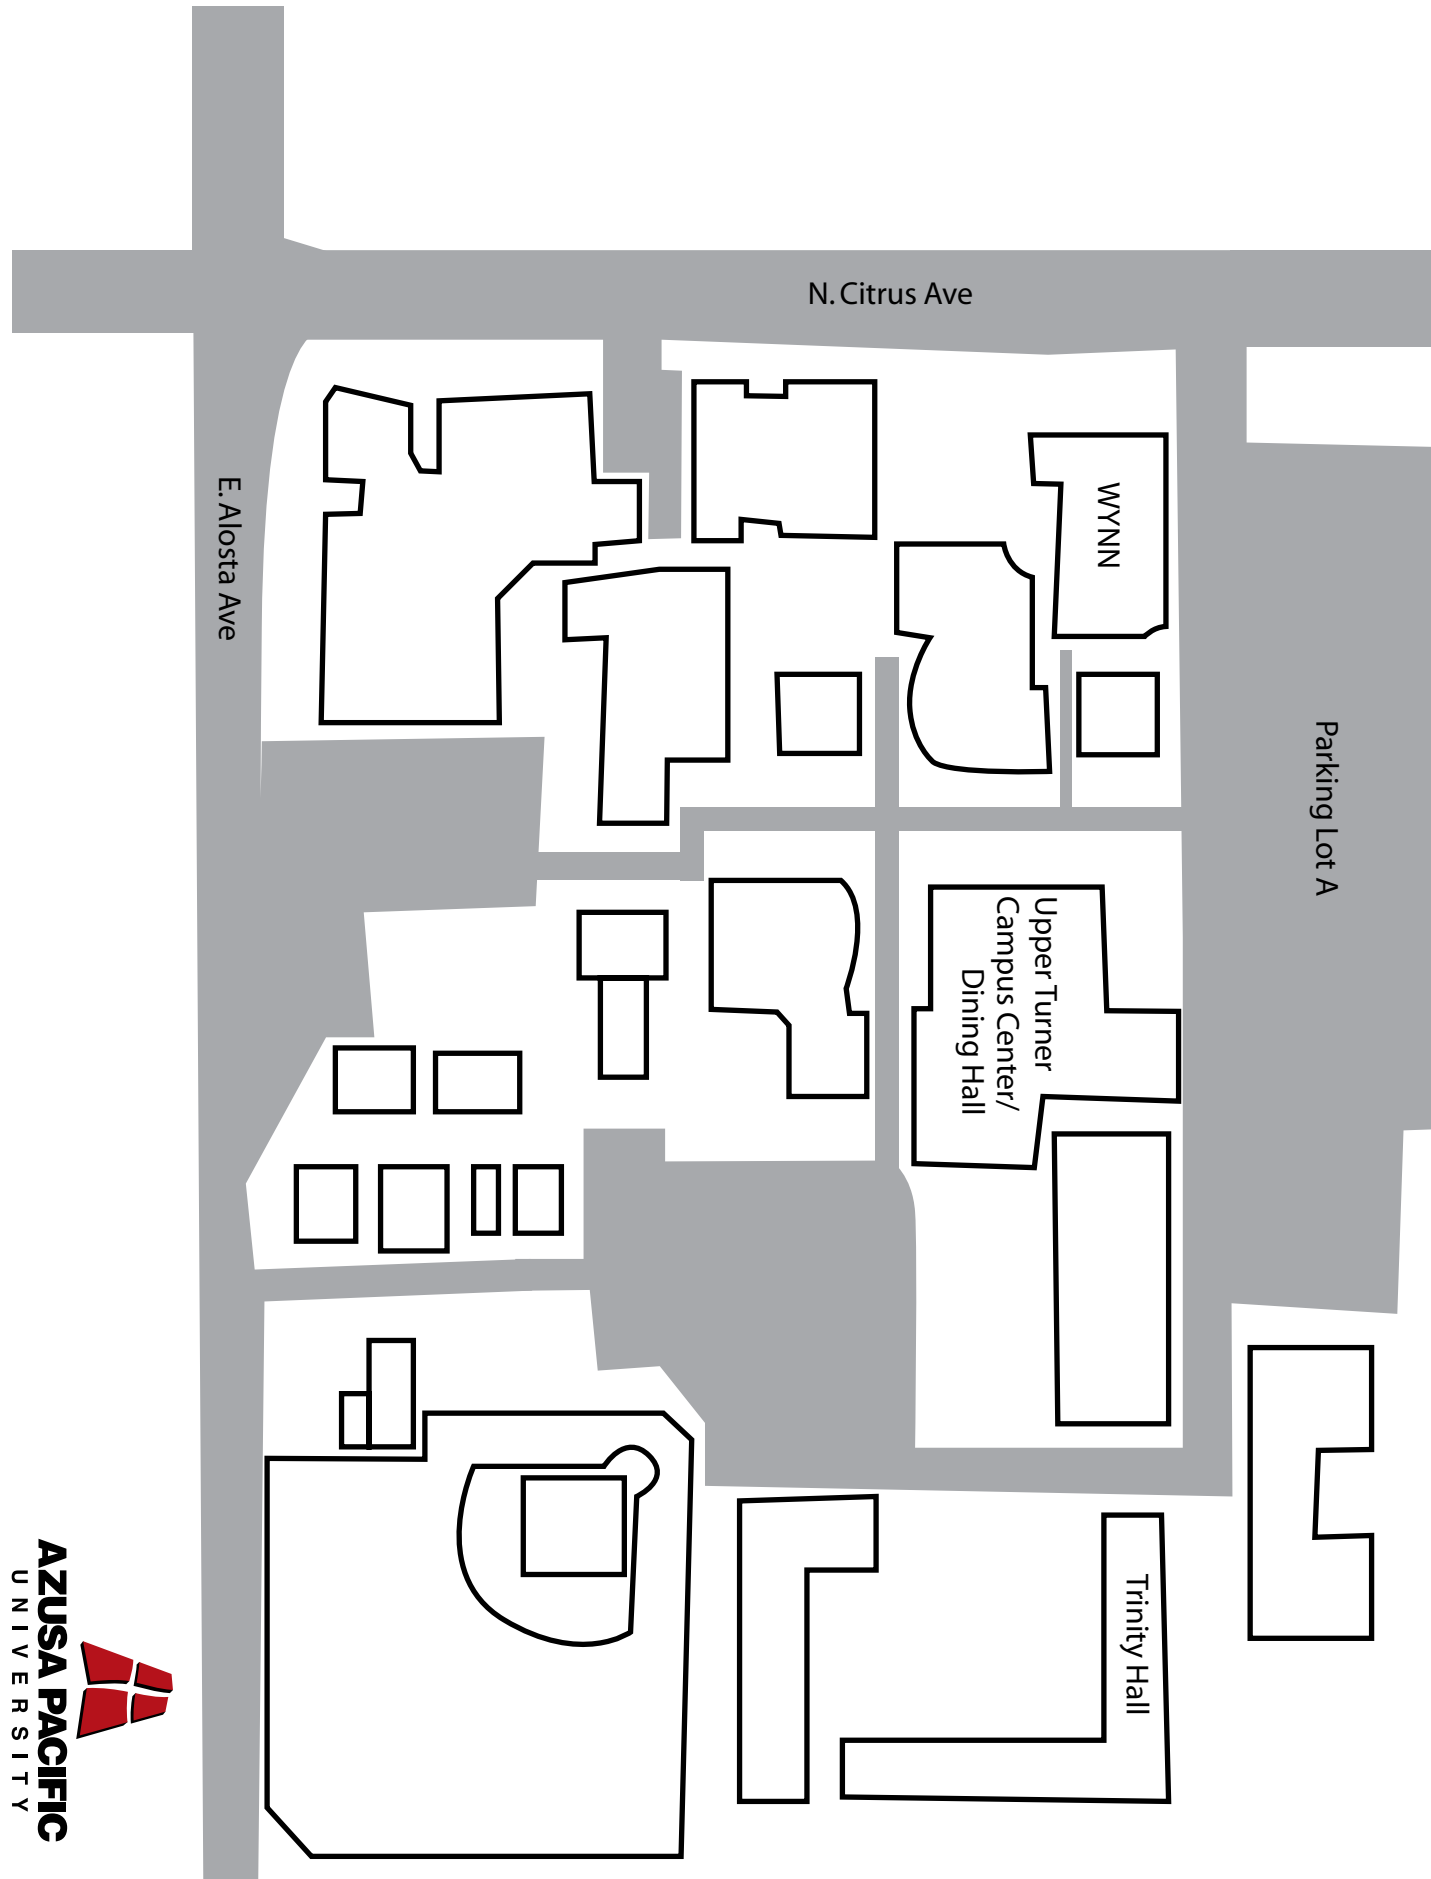 N. Citrus Ave
WYNN
E. Alosta Ave
Parking Lot A
Upper Turner
Campus Center/
Dining Hall
Trinity Hall
AZUSA PACIFIC
UNIVERSITY